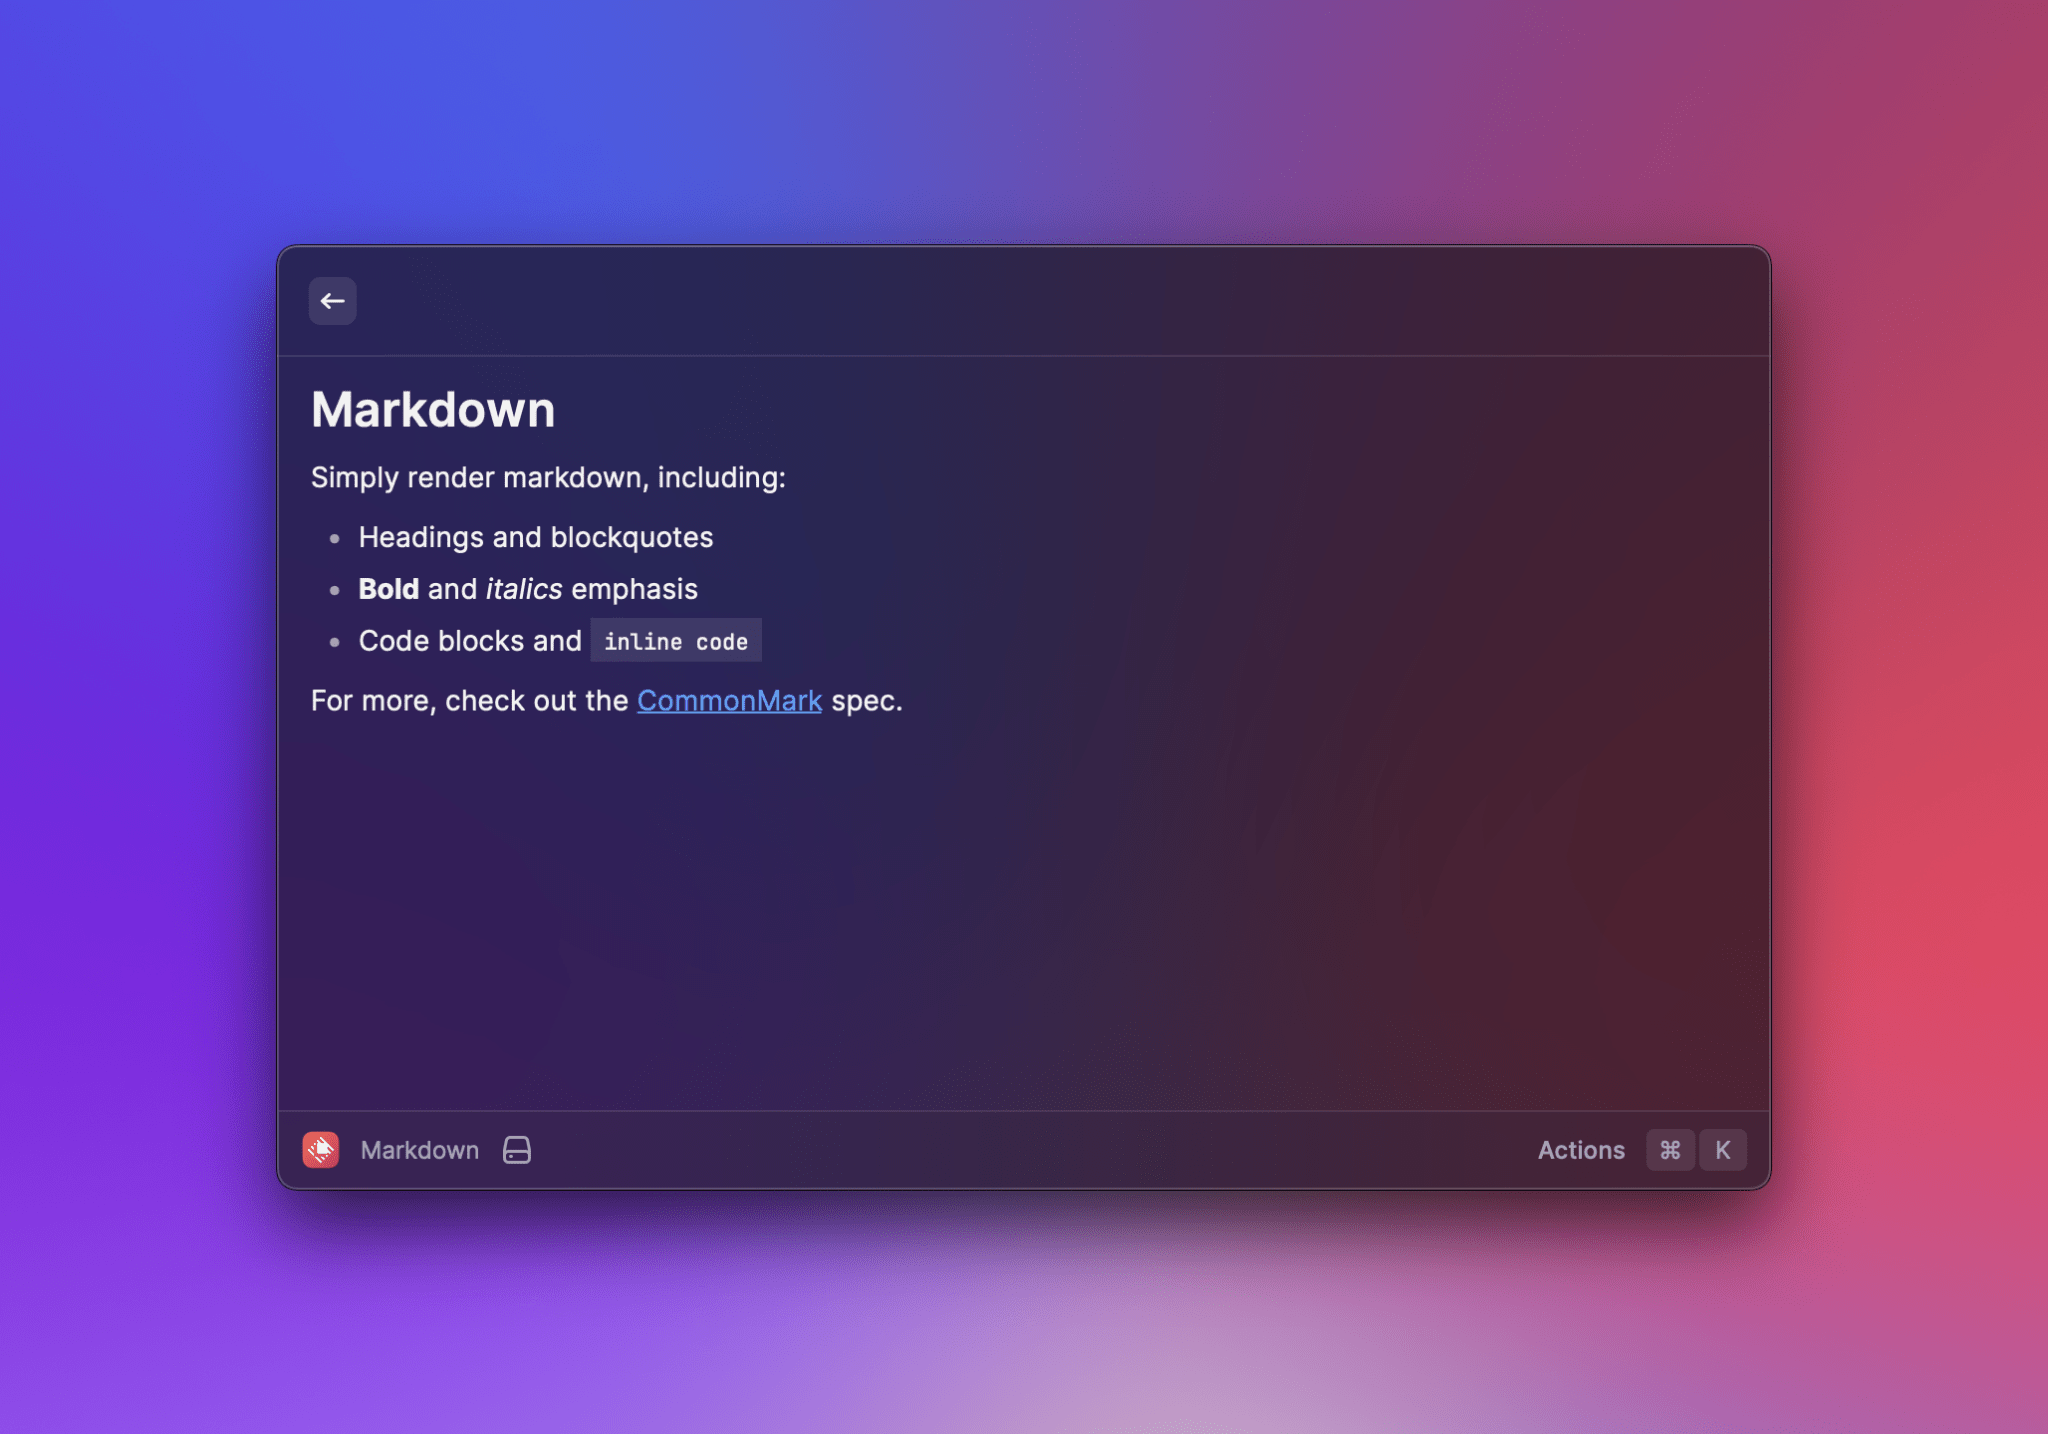 Markdown
Simply render markdown, including:
• Headings and blockquotes
• Bold and italics emphasis
• Code blocks and inline code
For more, check out the CommonMark spec.
Markdown
Actions ⌘ K